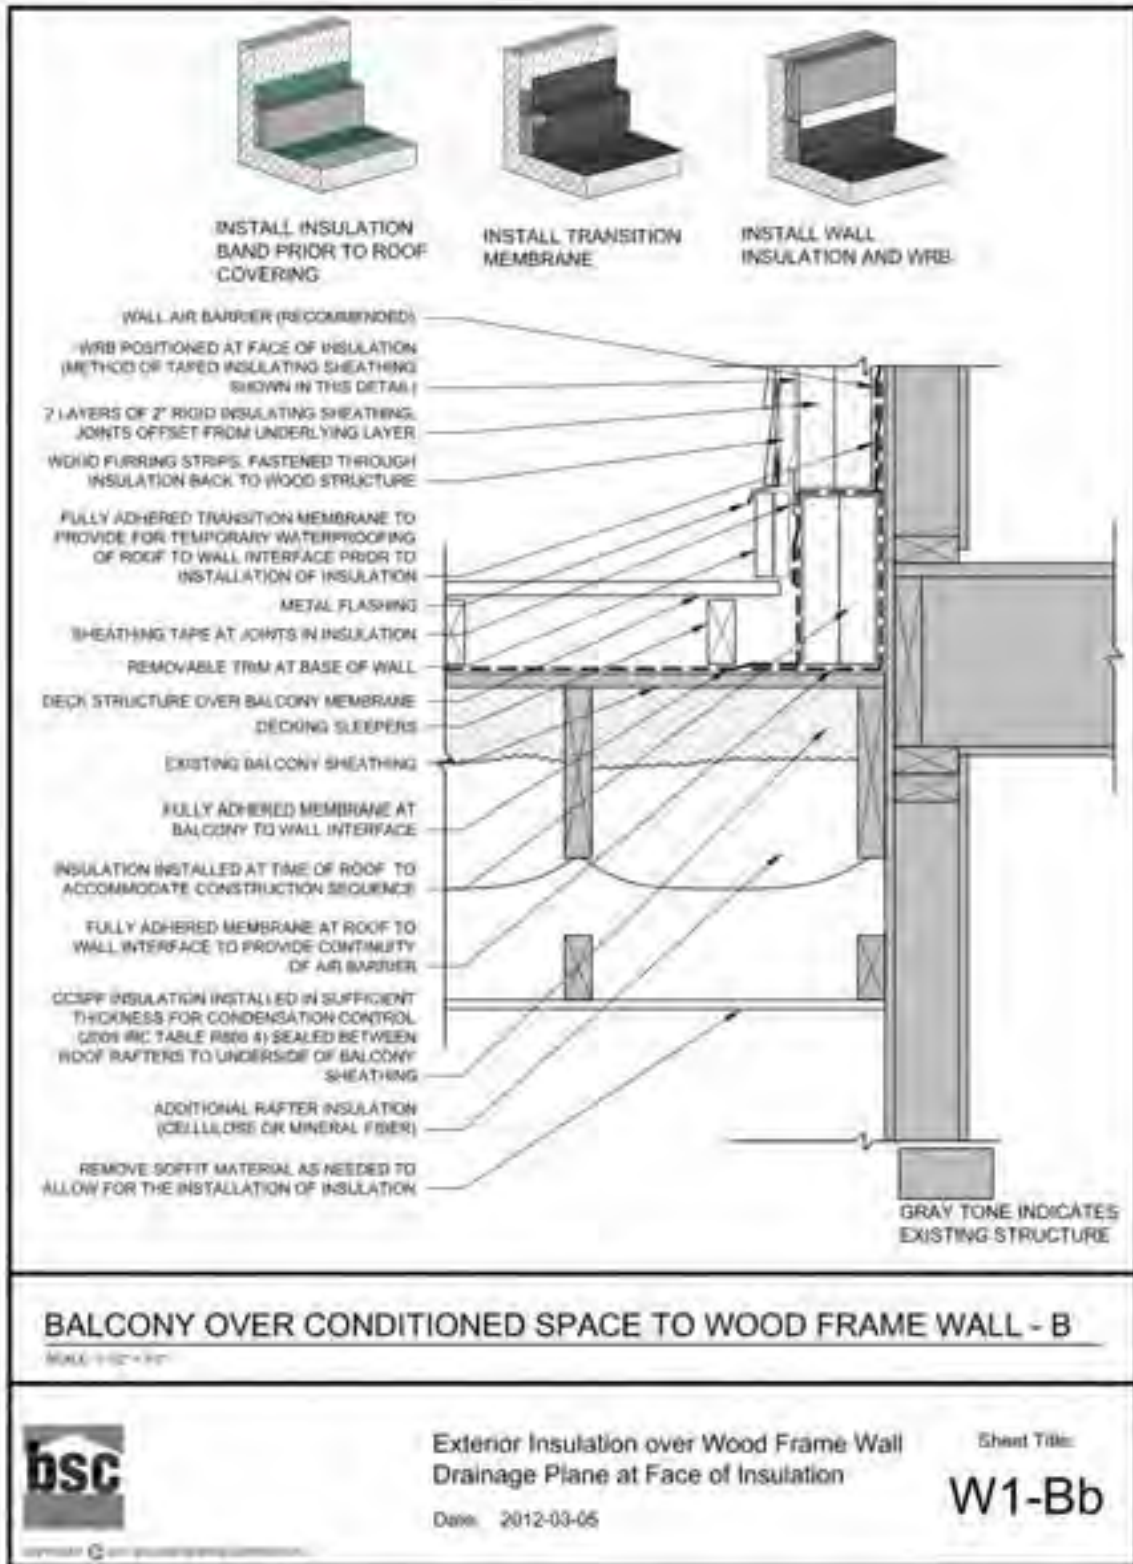 INSTALL INSULATION
BAND PRIOR TO ROOF
COVERING
INSTALL TRANSITION
MEMBRANE
INSTALL WALL
INSULATION AND WRB
WALL AIR BARRIER (RECOMMENDED)
WRB POSITIONED AT FACE OF INSULATION
(METHOD OF TAPED INSULATING SHEATHING
SHOWN IN THIS DETAIL)
2 LAYERS OF 2" RIGID INSULATING SHEATHING,
JOINTS OFFSET FROM UNDERLYING LAYER
WOOD FURRING STRIPS, FASTENED THROUGH
INSULATION BACK TO WOOD STRUCTURE
FULLY ADHERED TRANSITION MEMBRANE TO
PROVIDE FOR TEMPORARY WATERPROOFING
OF ROOF TO WALL INTERFACE PRIOR TO
INSTALLATION OF INSULATION
METAL FLASHING
SHEATHING TAPE AT JOINTS IN INSULATION
REMOVABLE TRIM AT BASE OF WALL
DECK STRUCTURE OVER BALCONY MEMBRANE
DECKING SLEEPERS
EXISTING BALCONY SHEATHING
FULLY ADHERED MEMBRANE AT
BALCONY TO WALL INTERFACE
INSULATION INSTALLED AT TIME OF ROOF TO
ACCOMMODATE CONSTRUCTION SEQUENCE
FULLY ADHERED MEMBRANE AT ROOF TO
WALL INTERFACE TO PROVIDE CONTINUITY
OF AIR BARRIER
CCSPF INSULATION INSTALLED IN SUFFICIENT
THICKNESS FOR CONDENSATION CONTROL
(2009 IRC TABLE SEALED BETWEEN
ROOF RAFTERS TO UNDERSIDE OF BALCONY
SHEATHING
ADDITIONAL RAFTER INSULATION
(CELLULOSE OR MINERAL FIBER)
REMOVE SOFFIT MATERIAL AS NEEDED TO
ALLOW FOR THE INSTALLATION OF INSULATION
GRAY TONE INDICATES
EXISTING STRUCTURE
BALCONY OVER CONDITIONED SPACE TO WOOD FRAME WALL - B
bsc
Exterior Insulation over Wood Frame Wall
Drainage Plane at Face of Insulation
Date: 2012-03-05
Sheet Title:
W1-Bb